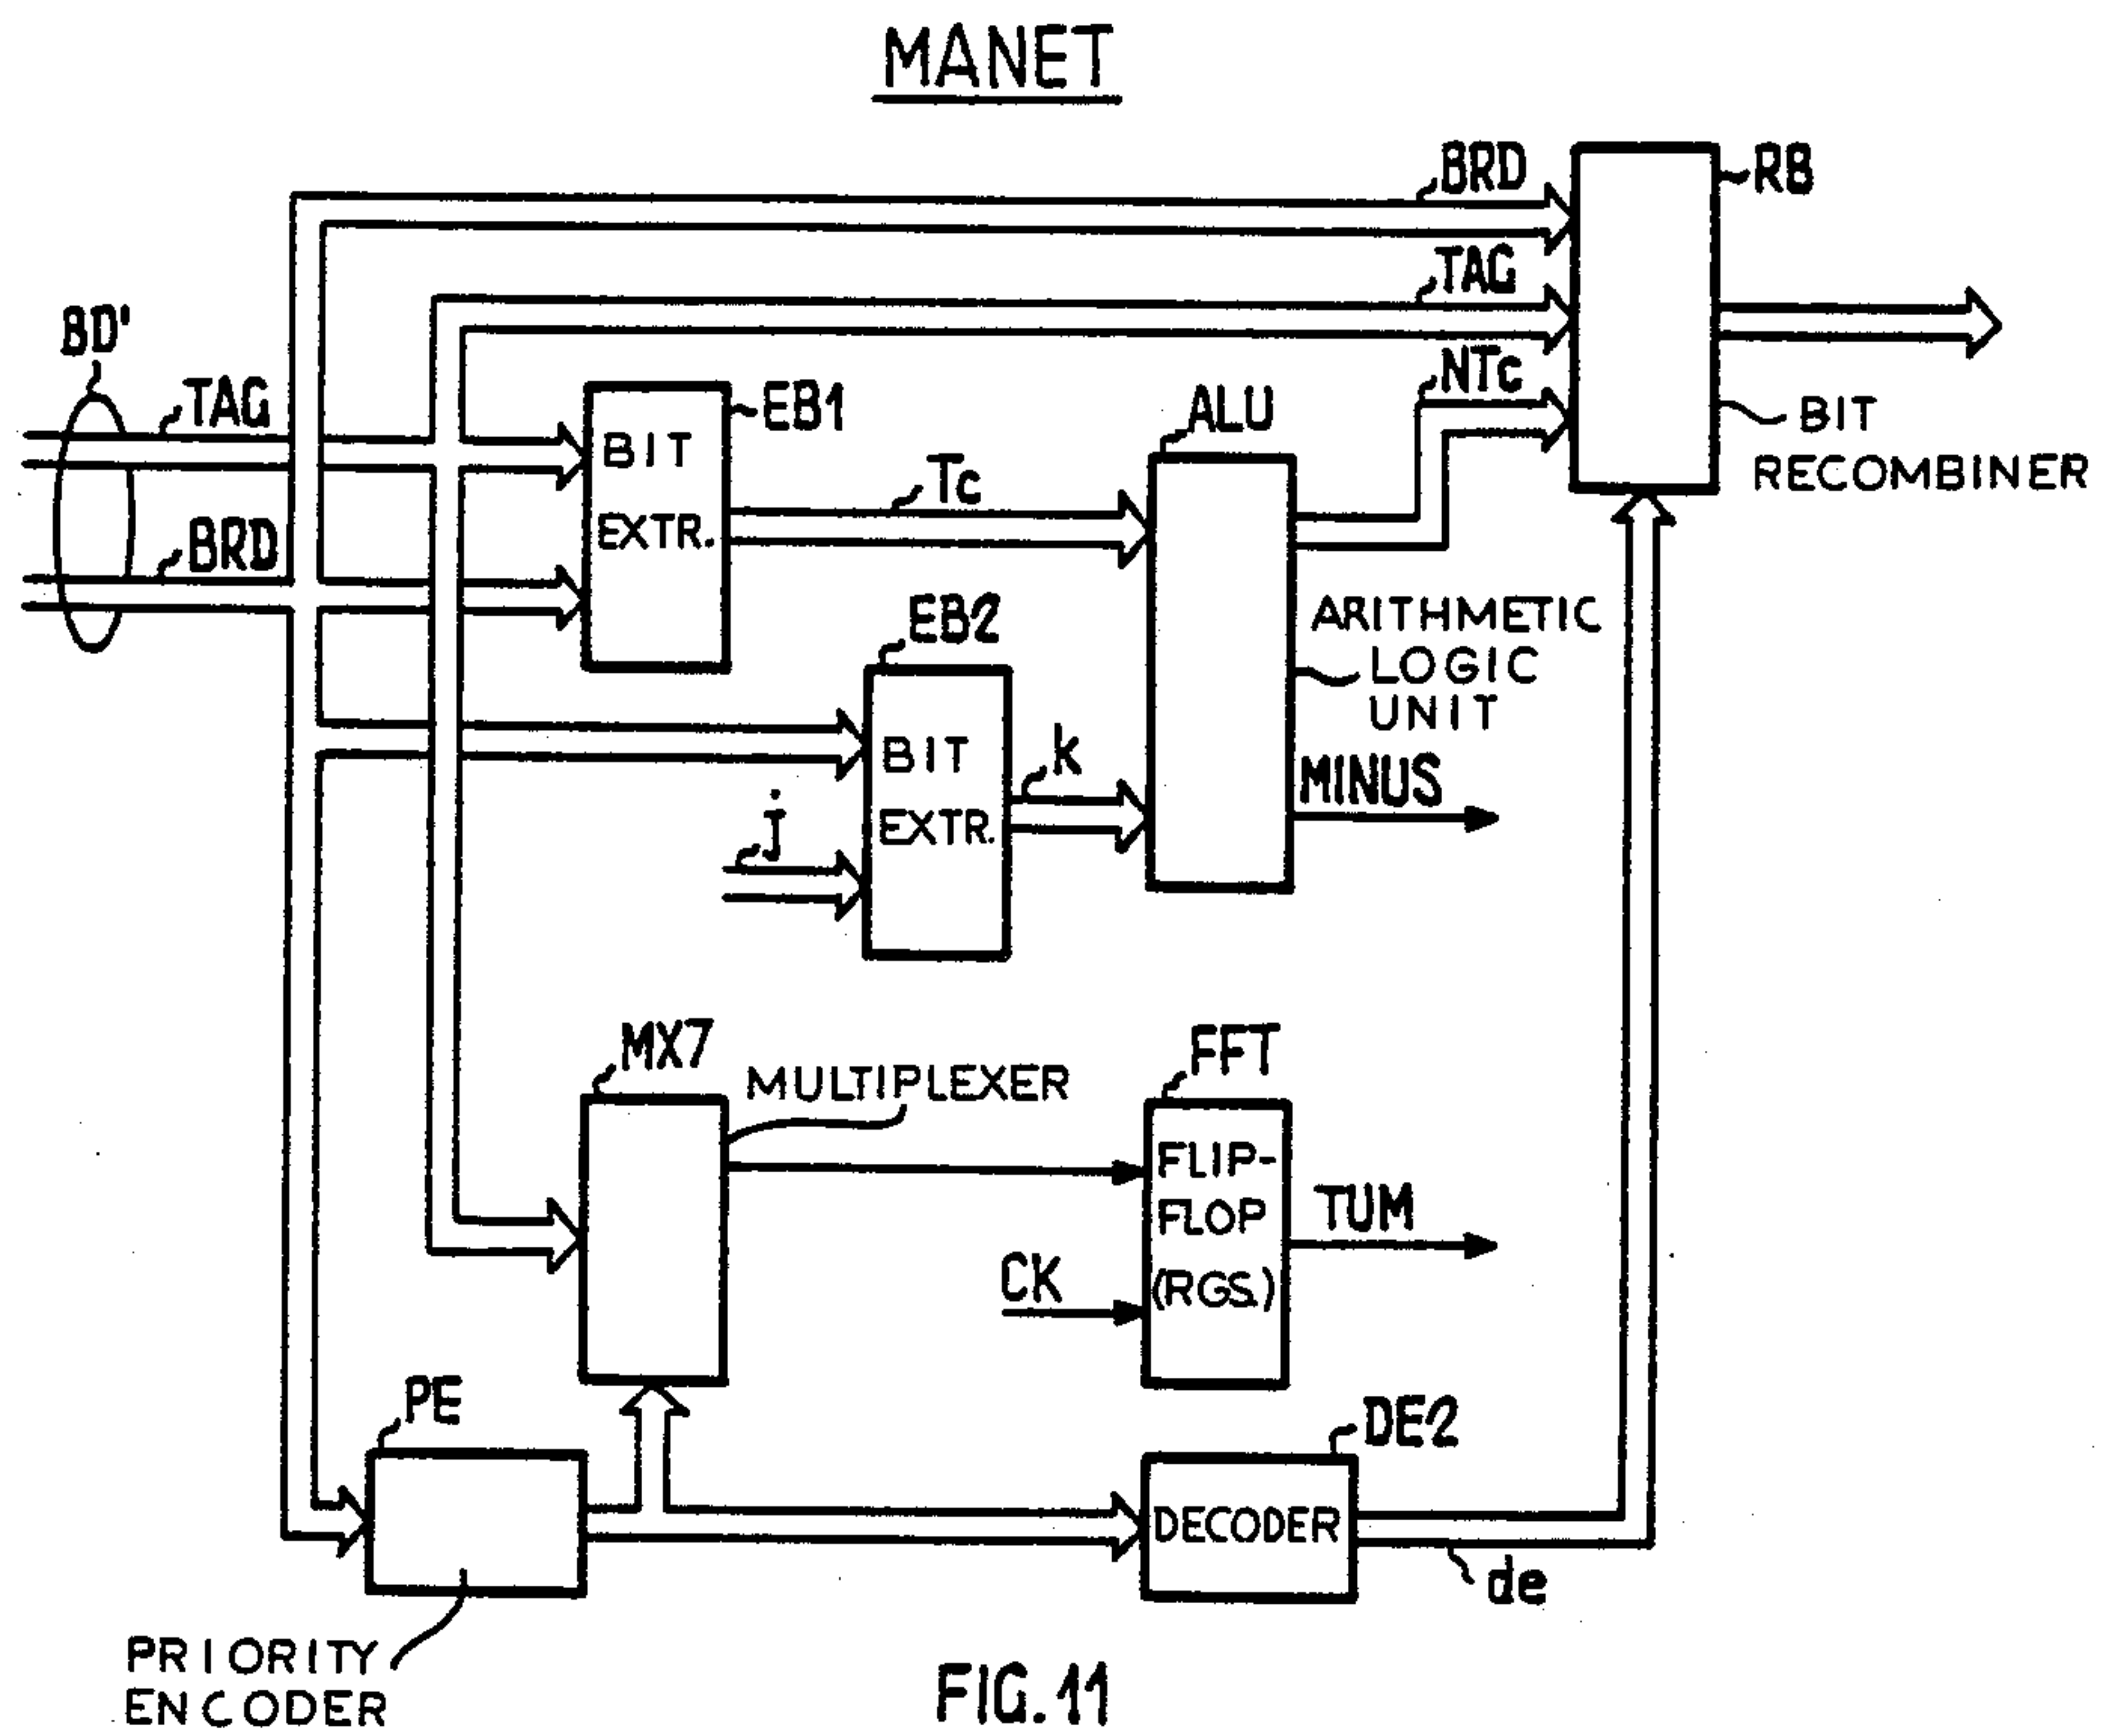 MANET
BRD
RB
TAG
BD'
TAG
NTc
EB1
ALU
BIT
RECOMBINER
BIT
EXTR.
Tc
BRD
EB2
ARITHMETIC
LOGIC
UNIT
BIT
EXTR.
k
j
MINUS
MX7
MULTIPLEXER
FFT
FLIP-
FLOP
(RGS.)
TUM
CK
PE
DE2
DECODER
de
PRIORITY
ENCODER
FIG.11